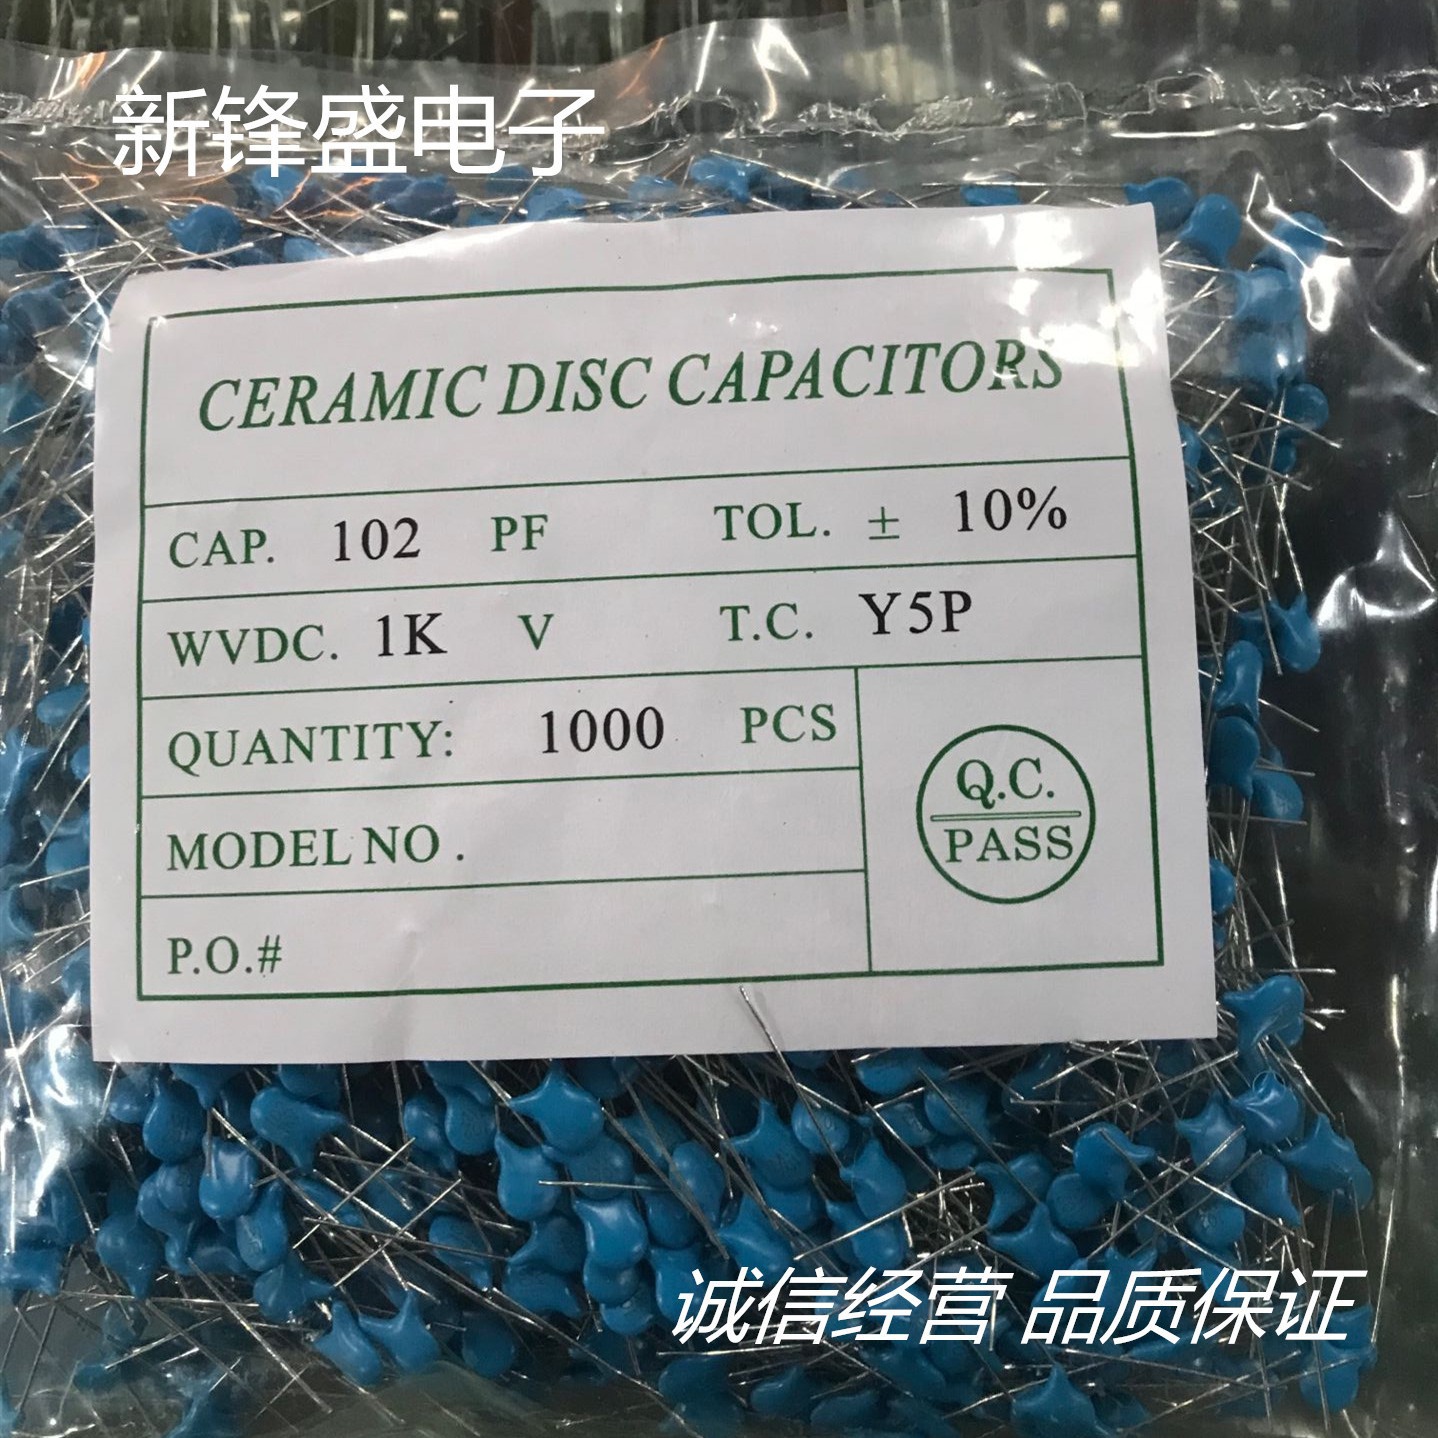 新锋盛电子
CERAMIC DISC CAPACITORS
CAP. 102 PF TOL. ± 10%
WVDC. 1K V T.C. Y5P
QUANTITY: 1000 PCS
Q.C.
PASS
MODEL NO.
P.O.#
诚信经营 品质保证